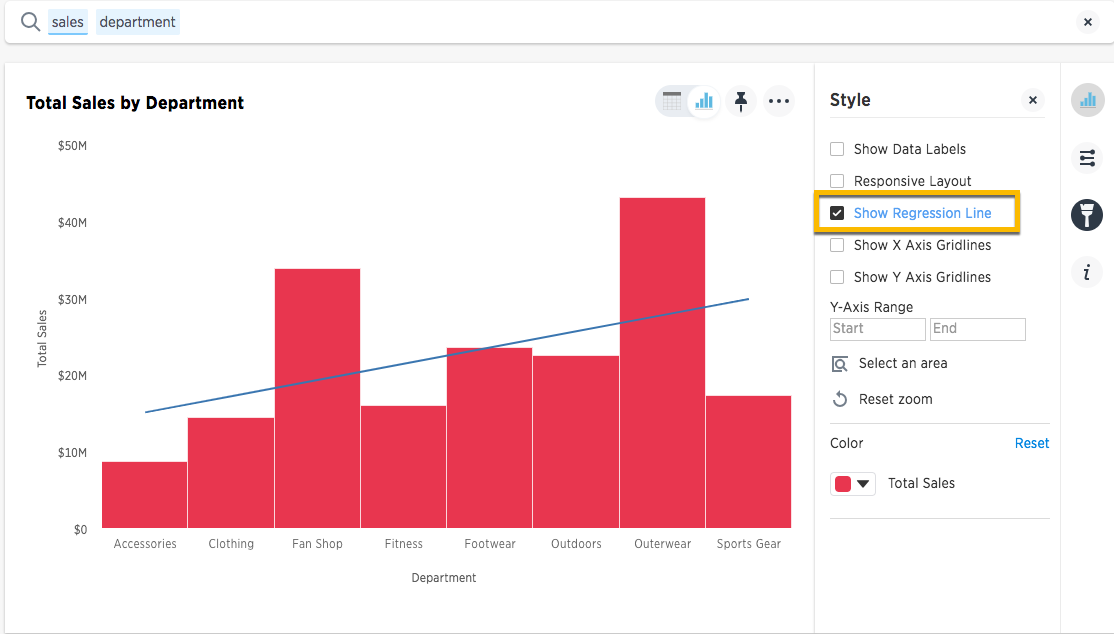 sales department
Total Sales by Department
$50M
$40M
$30M
$20M
$10M
$0
Total Sales
Accessories Clothing Fan Shop Fitness Footwear Outdoors Outerwear Sports Gear
Department
Style
Show Data Labels
Responsive Layout
Show Regression Line
Show X Axis Gridlines
Show Y Axis Gridlines
Y-Axis Range
Start End
Select an area
Reset zoom
Color Reset
Total Sales
i